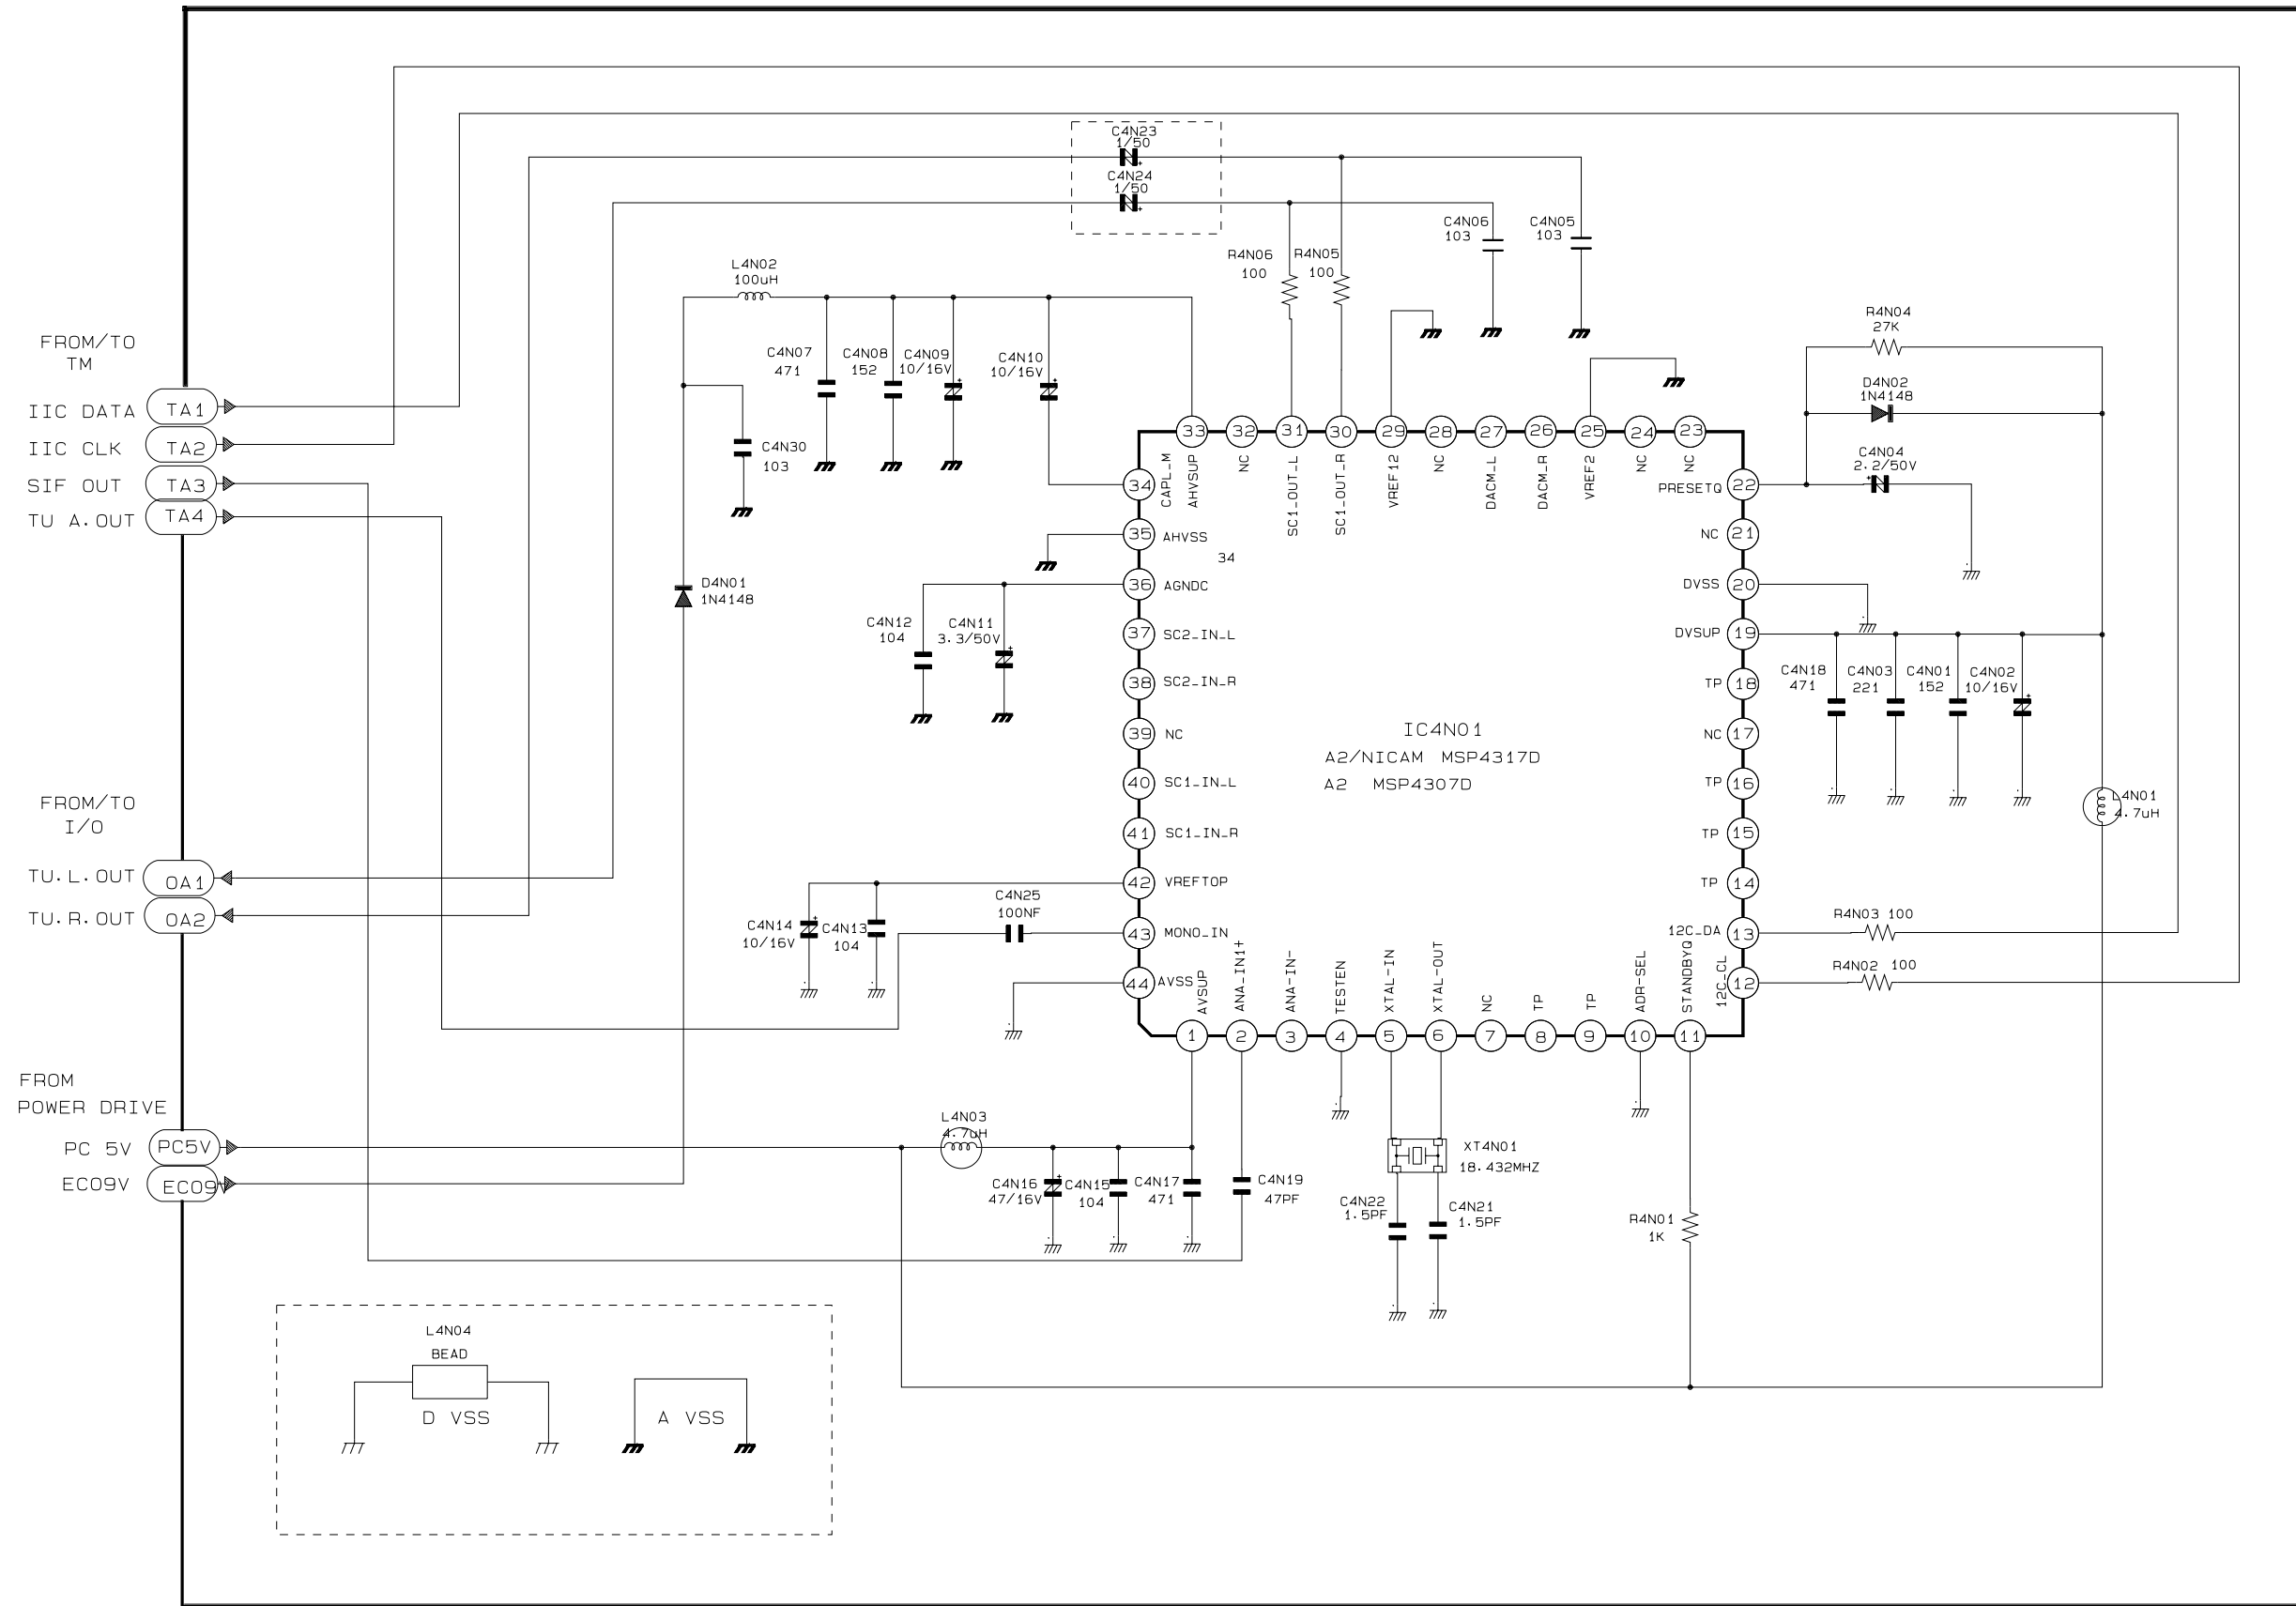 C4N23
1/50
C4N24
1/50
C4N06
103
C4N05
103
R4N06
100
R4N05
100
L4N02
100uH
R4N04
27K
FROM/TO
TM
C4N07
471
C4N08
152
C4N09
10/16V
C4N10
10/16V
D4N02
1N4148
IIC DATA
TA1
IIC CLK
TA2
SIF OUT
TA3
TU A.OUT
TA4
C4N30
103
C4N04
2.2/50V
33
32
31
30
29
28
27
26
25
24
23
CAPL_M
AHVSUP
NC
SC1_OUT_L
SC1_OUT_R
VREF12
NC
DACM_L
DACM_R
VREF2
NC
NC
34
35
36
37
38
39
40
41
42
43
44
AHVSS
34
AGNDC
SC2_IN_L
SC2_IN_R
NC
SC1_IN_L
SC1_IN_R
VREFTOP
MONO_IN
AVSS
PRESETQ
22
NC
21
DVSS
20
DVSUP
19
TP
18
NC
17
TP
16
TP
15
TP
14
12C_DA
13
12C_CL
12
D4N01
1N4148
C4N12
104
C4N11
3.3/50V
C4N18
471
C4N03
221
C4N01
152
C4N02
10/16V
IC4N01
A2/NICAM MSP4317D
A2 MSP4307D
L4N01
4.7uH
FROM/TO
I/O
TU.L.OUT
OA1
TU.R.OUT
OA2
C4N25
100NF
C4N14
10/16V
C4N13
104
R4N03 100
R4N02 100
AVSUP
ANA_IN1+
ANA-IN-
TESTEN
XTAL-IN
XTAL-OUT
NC
TP
TP
ADR-SEL
STANDBYQ
1
2
3
4
5
6
7
8
9
10
11
FROM
POWER DRIVE
PC 5V
PC5V
ECO9V
ECO9V
L4N03
4.7uH
C4N16
47/16V
C4N15
104
C4N17
471
C4N19
47PF
XT4N01
18.432MHZ
C4N22
1.5PF
C4N21
1.5PF
R4N01
1K
L4N04
BEAD
D VSS
A VSS